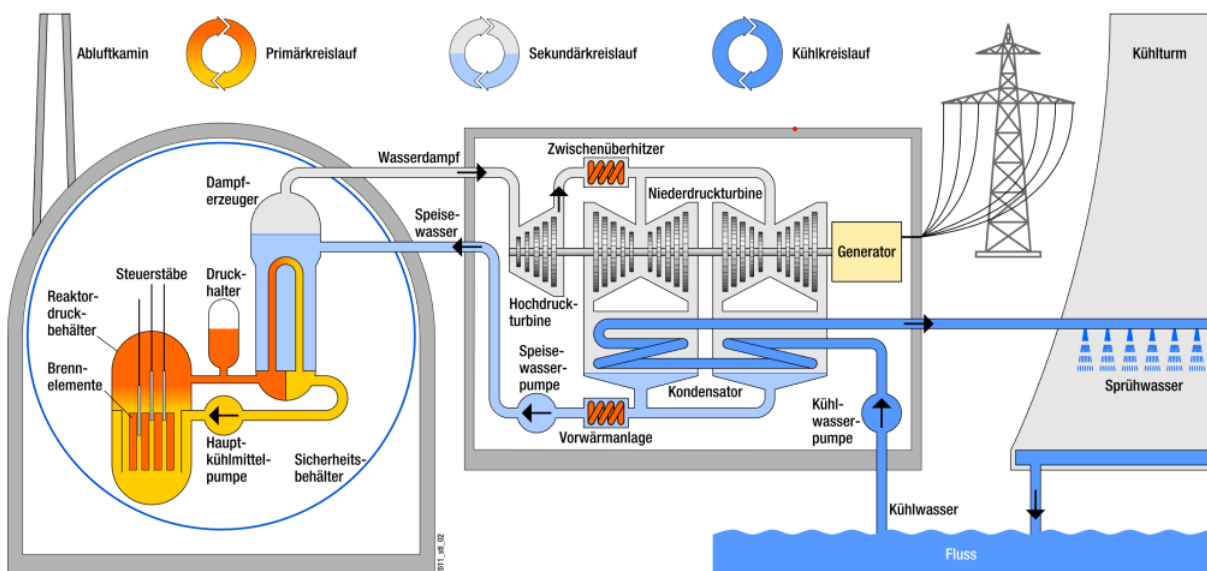 Abluftkamin
Primärkreislauf
Sekundärkreislauf
Kühlkreislauf
Kühlturm
Wasserdampf
Zwischenüberhitzer
Dampf-
erzeuger
Niederdruckturbine
Speise-
wasser
Generator
Steuerstäbe
Druck-
halter
Reaktor-
druck-
behälter
Hochdruck-
turbine
Brenn-
elemente
Speise-
wasser-
pumpe
Kondensator
Sprühwasser
Kühl-
wasser-
pumpe
Haupt-
kühlmittel-
pumpe
Sicherheits-
behälter
Vorwärmanlage
Kühlwasser
Fluss